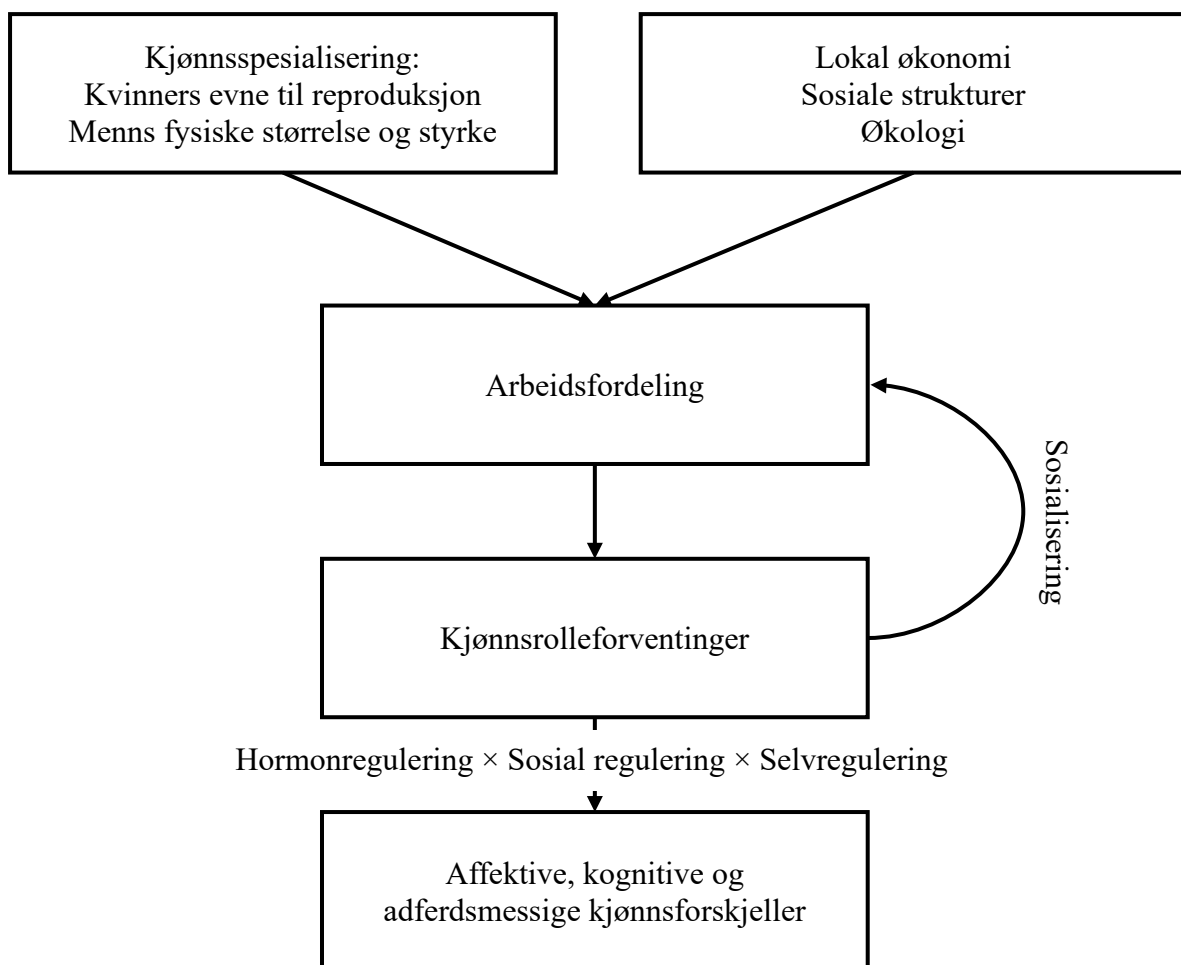 Kjønnsspesialisering:
Kvinners evne til reproduksjon
Menns fysiske størrelse og styrke
Lokal økonomi
Sosiale strukturer
Økologi
Arbeidsfordeling
Sosialisering
Kjønnsrolleforventinger
Hormonregulering × Sosial regulering × Selvregulering
Affektive, kognitive og
adferdsmessige kjønnsforskjeller